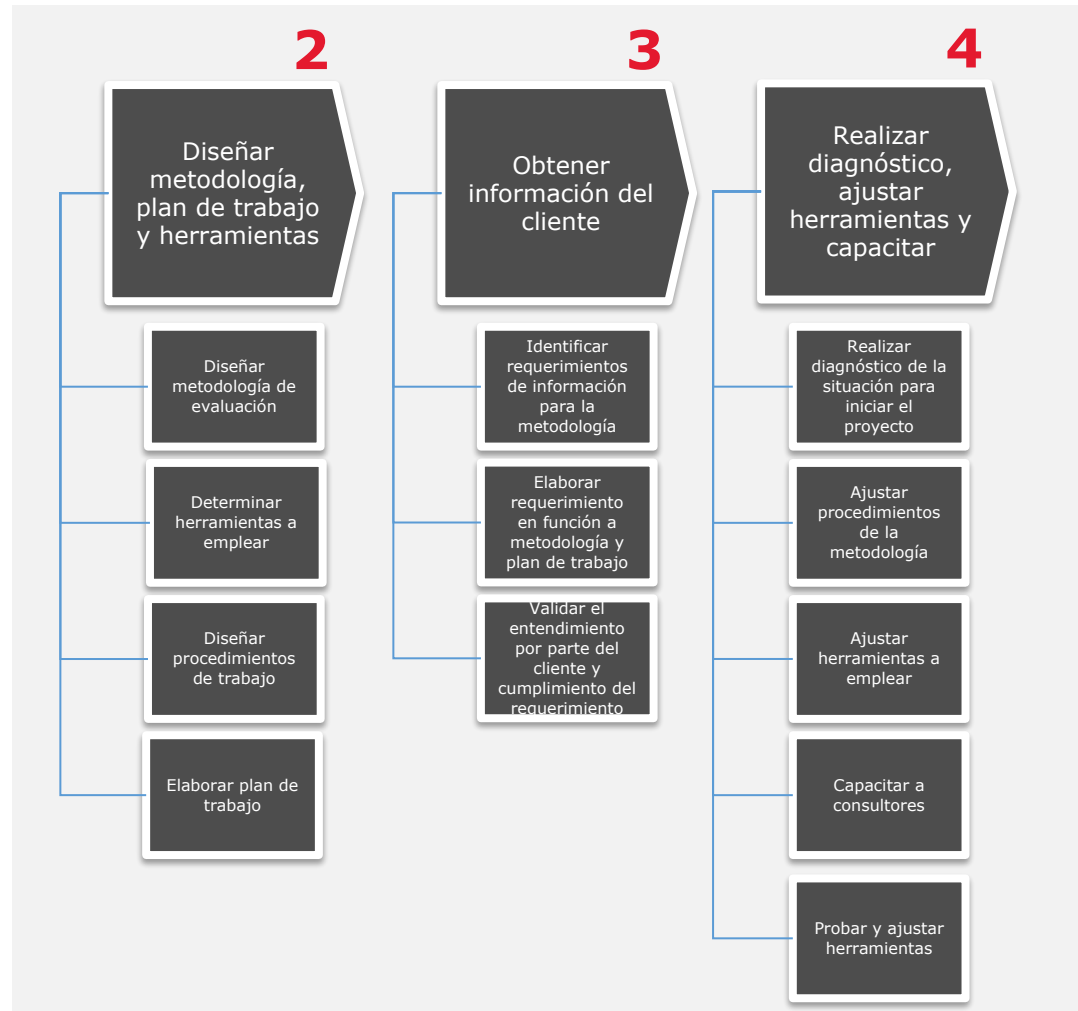 2
Diseñar
metodología,
plan de trabajo
y herramientas
Diseñar
metodología de
evaluación
Determinar
herramientas a
emplear
Diseñar
procedimientos
de trabajo
Elaborar plan de
trabajo
3
Obtener
información del
cliente
Identificar
requerimientos
de información
para la
metodología
Elaborar
requerimiento
en función a
metodología y
plan de trabajo
Validar el
entendimiento
por parte del
cliente y
cumplimiento del
requerimiento
4
Realizar
diagnóstico,
ajustar
herramientas y
capacitar
Realizar
diagnóstico de la
situación para
iniciar el
proyecto
Ajustar
procedimientos
de la
metodología
Ajustar
herramientas a
emplear
Capacitar a
consultores
Probar y ajustar
herramientas